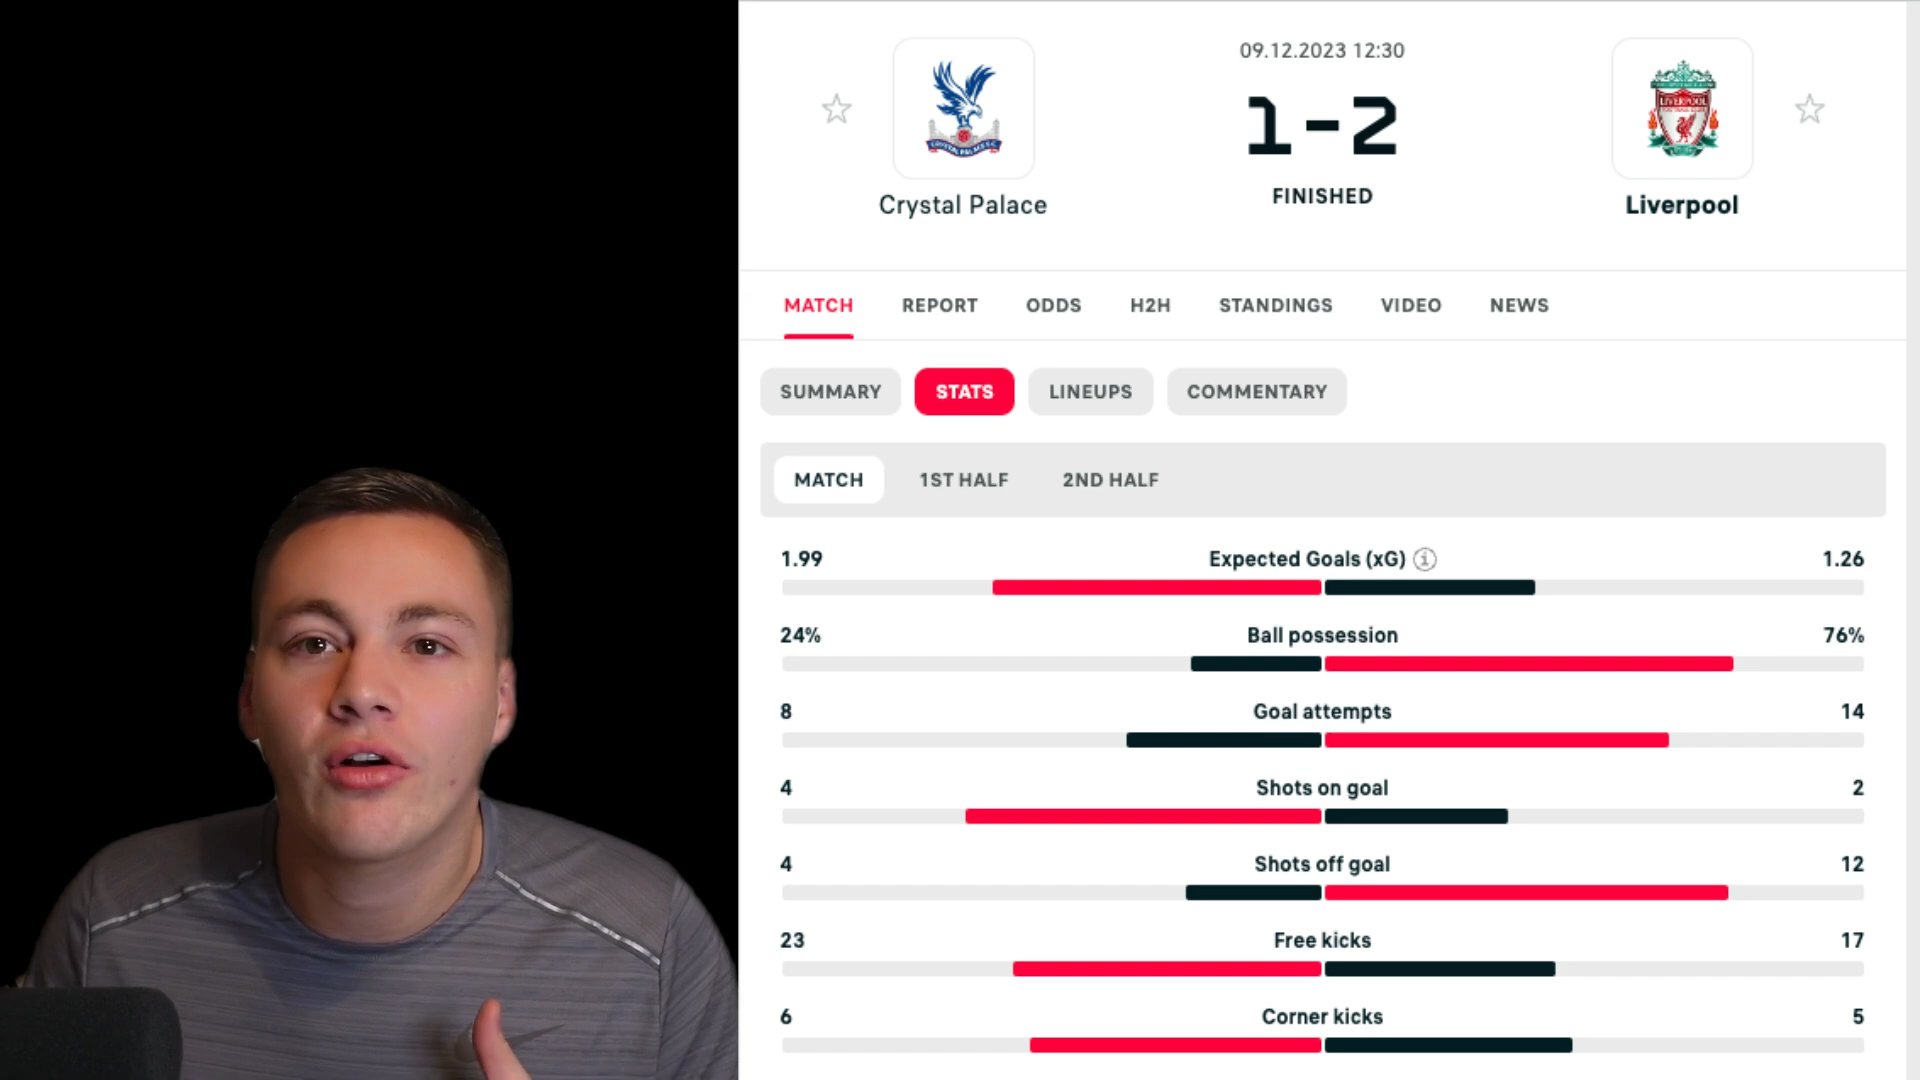 09.12.2023 12:30
1-2
FINISHED
Crystal Palace
Liverpool
LIVERPOOL
MATCH REPORT ODDS H2H STANDINGS VIDEO NEWS
SUMMARY STATS LINEUPS COMMENTARY
MATCH 1ST HALF 2ND HALF
1.99 Expected Goals (xG) i 1.26
24% Ball possession 76%
8 Goal attempts 14
4 Shots on goal 2
4 Shots off goal 12
23 Free kicks 17
6 Corner kicks 5